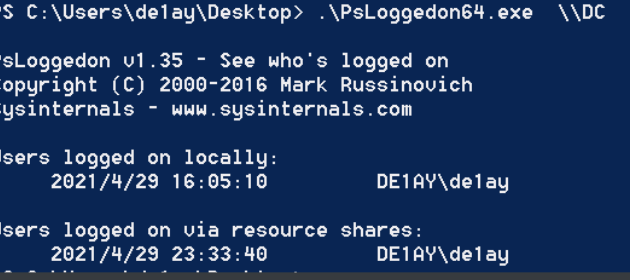 PS C:\Users\de1ay\Desktop> .\PsLoggedon64.exe  \\DC
PsLoggedon v1.35 - See who's logged on
Copyright (C) 2000-2016 Mark Russinovich
Sysinternals - www.sysinternals.com
Users logged on locally:
2021/4/29 16:05:10 DE1AY\de1ay
Users logged on via resource shares:
2021/4/29 23:33:40 DE1AY\de1ay